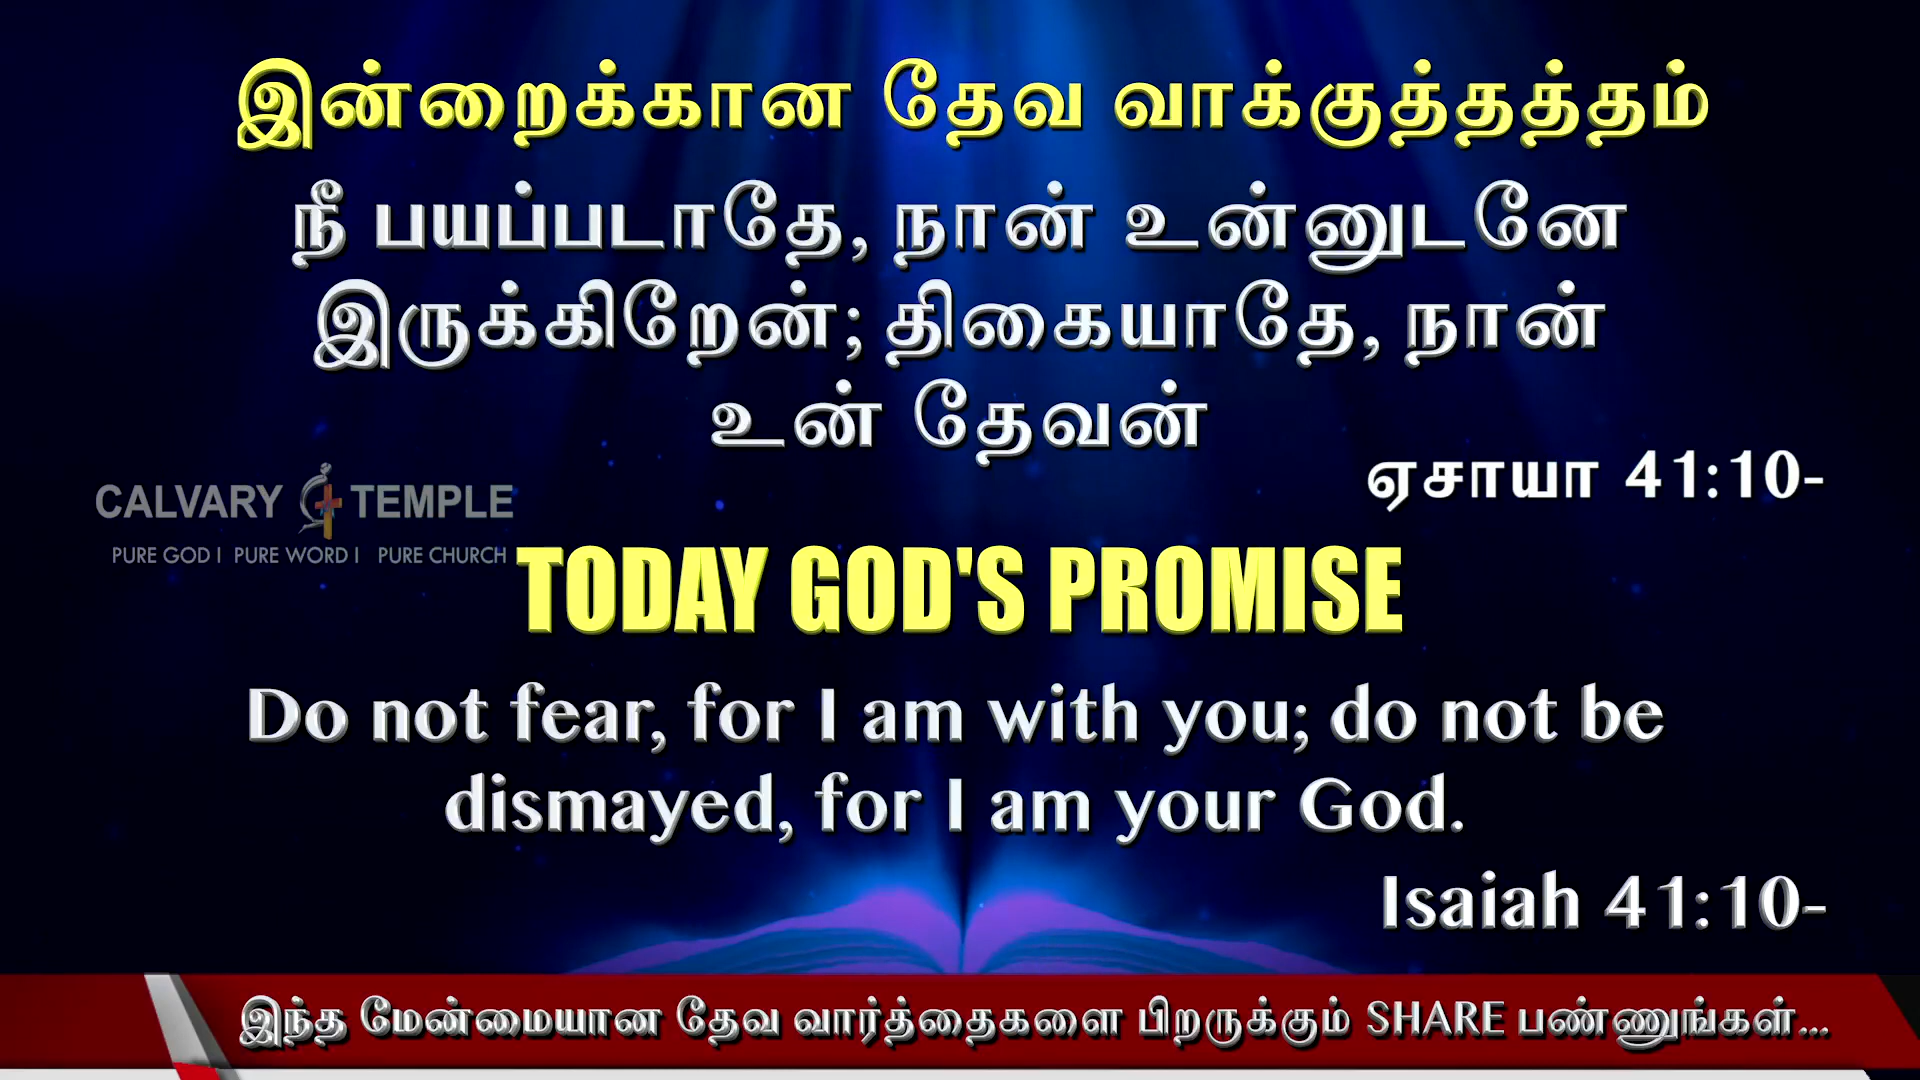 இன்றைக்கான தேவ வாக்குத்தத்தம்
நீ பயப்படாதே, நான் உன்னுடனே
இருக்கிறேன்; திகையாதே, நான்
உன் தேவன்
ஏசாயா 41:10-
CALVARY TEMPLE
PURE GOD I PURE WORD I PURE CHURCH
TODAY GOD'S PROMISE
Do not fear, for I am with you; do not be
dismayed, for I am your God.
Isaiah 41:10-
இந்த மேன்மையான தேவ வார்த்தைகளை பிறருக்கும் SHARE பண்ணுங்கள்...